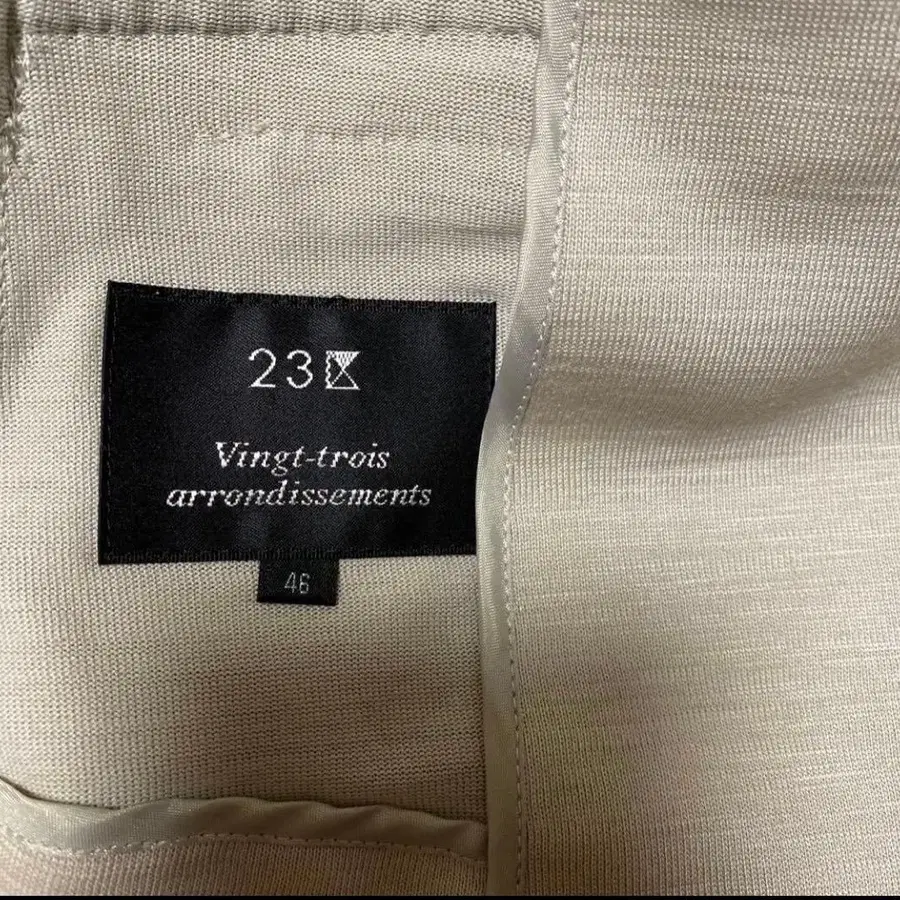 23区
Vingt-trois
arrondissements
46